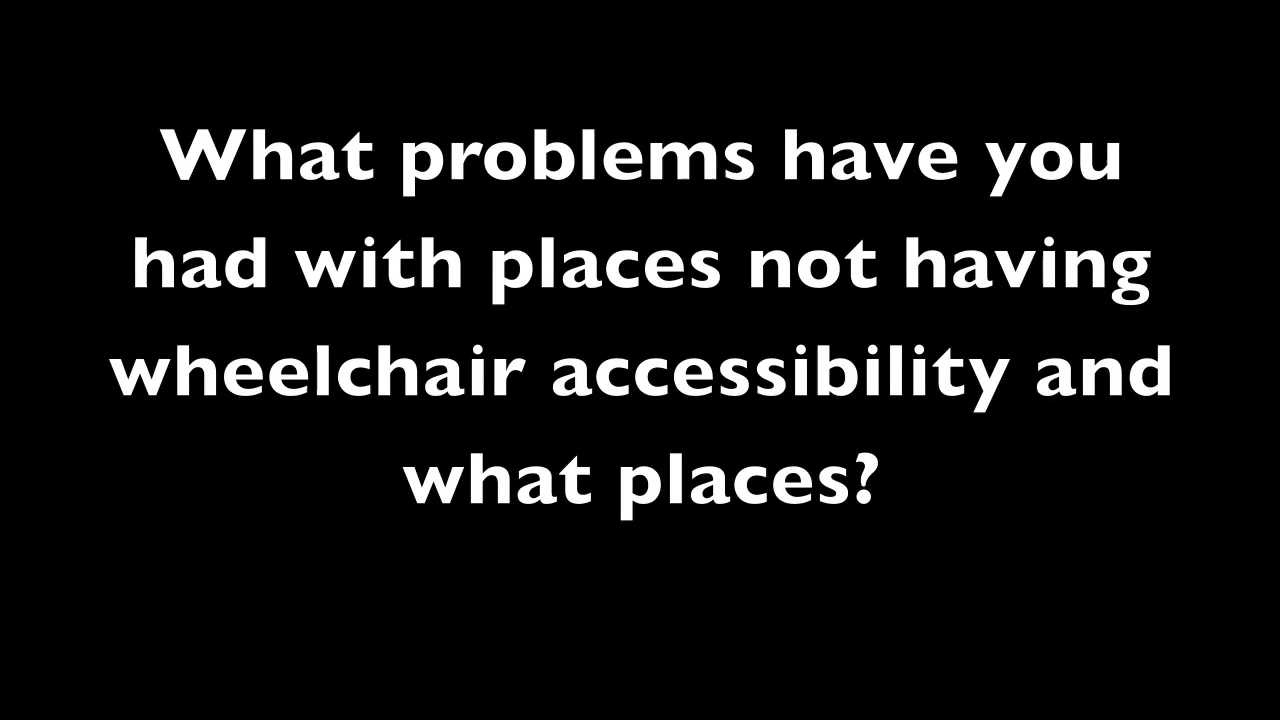 What problems have you
had with places not having
wheelchair accessibility and
what places?